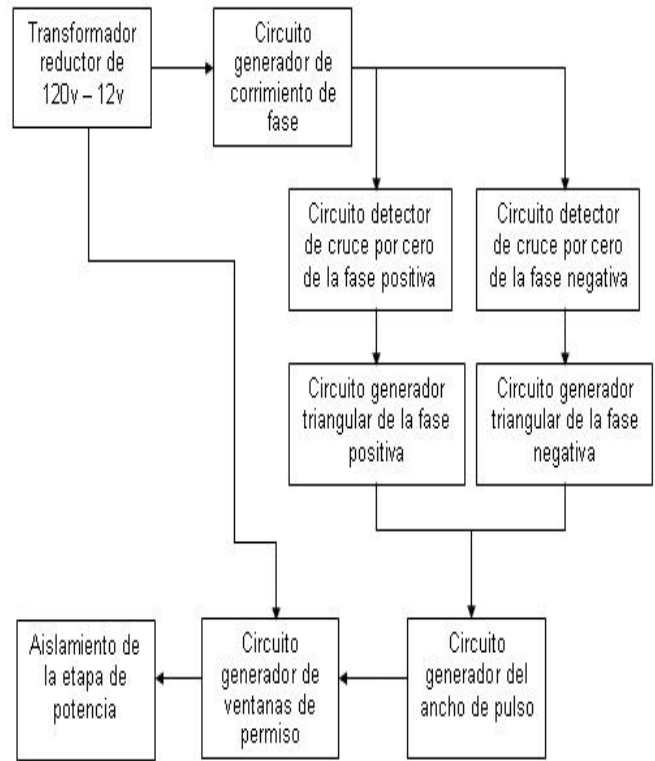 Transformador
reductor de
120v – 12v
Circuito
generador de
corrimiento de
fase
Circuito detector
de cruce por cero
de la fase positiva
Circuito detector
de cruce por cero
de la fase negativa
Circuito generador
triangular de la fase
positiva
Circuito generador
triangular de la fase
negativa
Aislamiento de
la etapa de
potencia
Circuito
generador de
ventanas de
permiso
Circuito
generador del
ancho de pulso